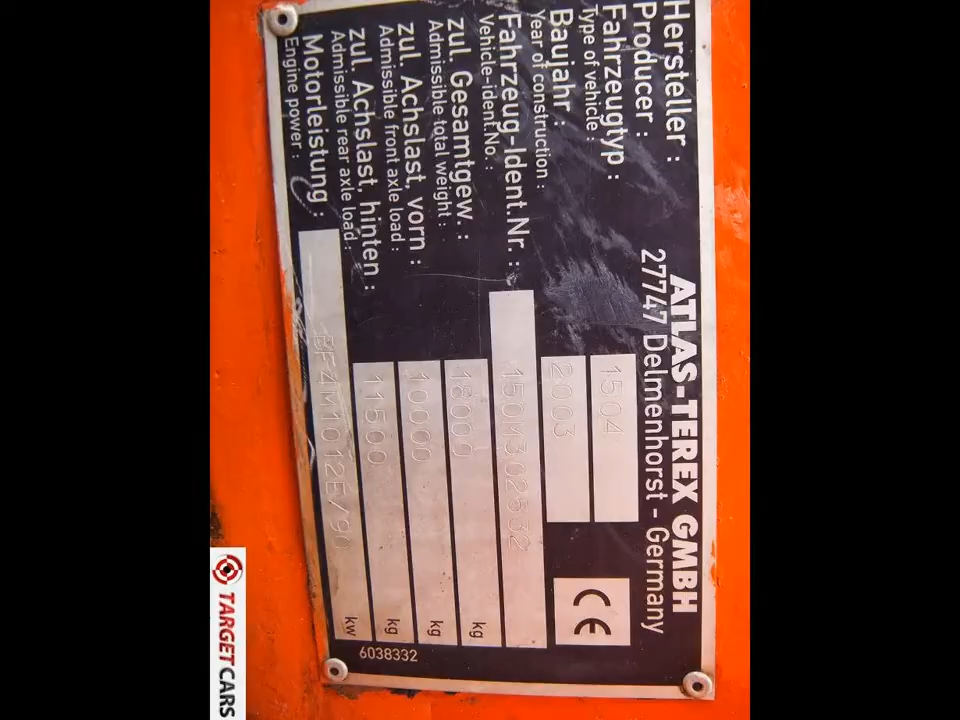 ATLAS-TEREX GMBH
27747 Delmenhorst - Germany
Hersteller :
Producer :
Fahrzeugtyp :
Type of vehicle :
1504
Baujahr :
Year of construction :
2003
Fahrzeug-Ident.Nr. :
Vehicle-ident.No. :
150M302532
zul. Gesamtgew. :
Admissible total weight :
18000 kg
zul. Achslast, vorn :
Admissible front axle load :
10000 kg
zul. Achslast, hinten :
Admissible rear axle load :
11500 kg
Motorleistung :
Engine power :
BF4M1012E/90 kw
CE
6038332
TARGETCARS